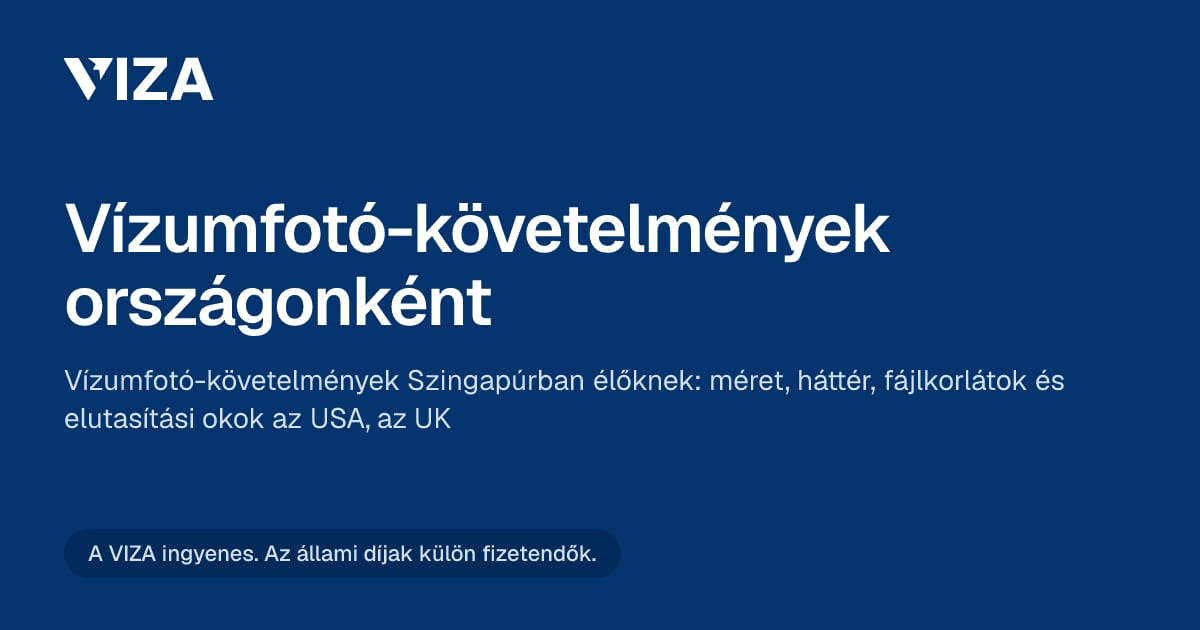 VIZA
Vízumfotó-követelmények
országonként
Vízumfotó-követelmények Szingapúrban élőknek: méret, háttér, fájlkorlátok és
elutasítási okok az USA, az UK
A VIZA ingyenes. Az állami díjak külön fizetendők.